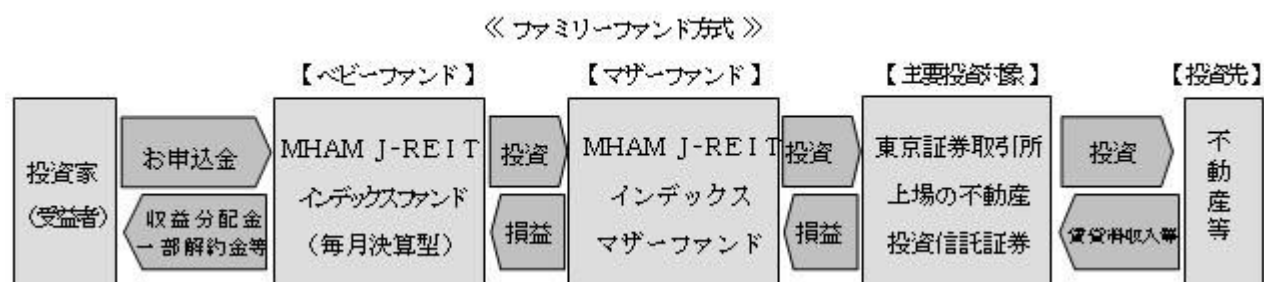 ≪ ファミリーファンド方式 ≫
【ベビーファンド】
【マザーファンド】
【主要投資対象】
【投資先】
投資家
(受益者)
お申込金
収益分配金
一部解約金等
MHAM J-REIT
インデックスファンド
(毎月決算型)
投資
損益
MHAM J-REIT
インデックス
マザーファンド
投資
損益
東京証券取引所
上場の不動産
投資信託証券
投資
賃貸料収入等
不動産等